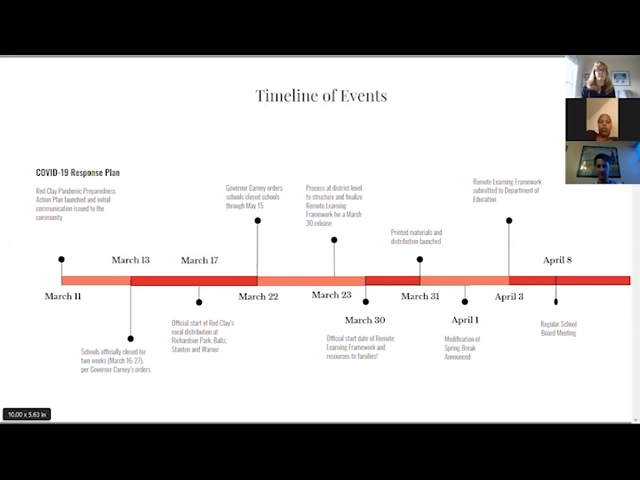 Timeline of Events
COVID-19 Response Plan
Red Clay Pandemic Preparedness
Action Plan launched and initial
communication issued to the
community
Governor Carney orders
schools closed schools
through May 15
Process at district level
to structure and finalize
Remote Learning
Framework for a March
30 release
Printed materials and
distribution launched
Remote Learning Framework
submitted to Department of
Education
March 13
March 17
April 8
March 11
March 22
March 23
March 31
April 3
March 30
April 1
Schools officially closed for
two weeks (March 16-27),
per Governor Carney's orders
Official start of Red Clay's
meal distribution at
Richardson Park, Baltz,
Stanton and Warner
Official start date of Remote
Learning Framework and
resources to families!
Modification of
Spring Break
Announced
Regular School
Board Meeting
10.00 x 5.63 in